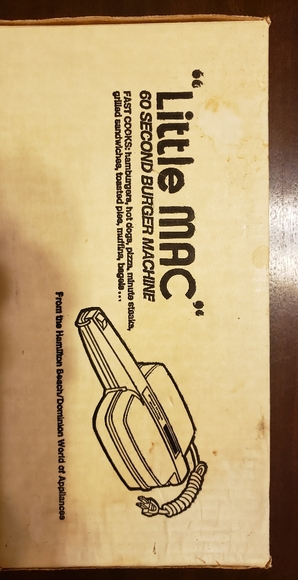 "Little MAC"
60 SECOND BURGER MACHINE
FAST COOKS: hamburgers, hot dogs, pizza, minute steaks,
grilled sandwiches, toasted pies, muffins, bagels...
From the Hamilton Beach/Dominion World of Appliances